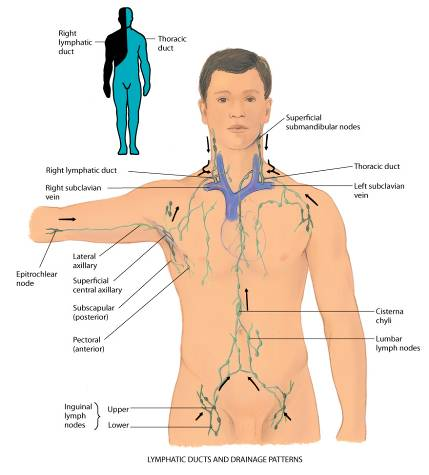 Right
lymphatic
duct
Thoracic
duct
Superficial
submandibular nodes
Right lymphatic duct
Thoracic duct
Right subclavian
vein
Left subclavian
vein
Lateral
axillary
Epitrochlear
node
Superficial
central axillary
Subscapular
(posterior)
Pectoral
(anterior)
Cisterna
chyli
Lumbar
lymph nodes
Inguinal
lymph
nodes
Upper
Lower
LYMPHATIC DUCTS AND DRAINAGE PATTERNS